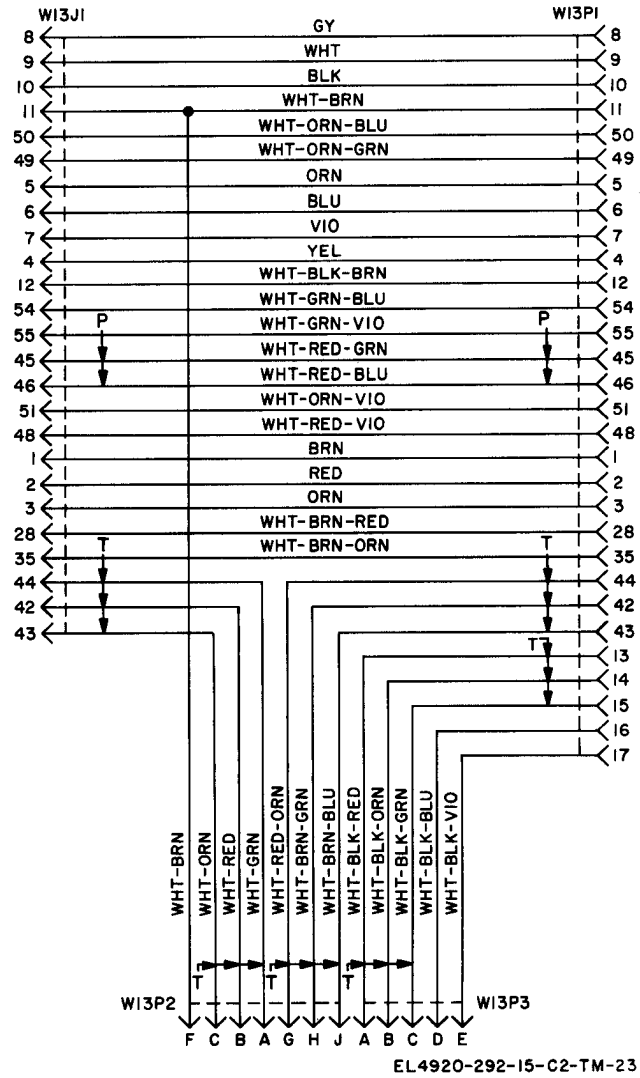 W13J1 W13P1
8 GY 8
9 WHT 9
10 BLK 10
11 WHT-BRN 11
50 WHT-ORN-BLU 50
49 WHT-ORN-GRN 49
5 ORN 5
6 BLU 6
7 VIO 7
4 YEL 4
12 WHT-BLK-BRN 12
54 WHT-GRN-BLU 54
P P
55 WHT-GRN-VIO 55
45 WHT-RED-GRN 45
46 WHT-RED-BLU 46
51 WHT-ORN-VIO 51
48 WHT-RED-VIO 48
1 BRN 1
2 RED 2
3 ORN 3
28 WHT-BRN-RED 28
T T
35 WHT-BRN-ORN 35
44 44
42 42
43 43
T
13
14
15
16
17
WHT-BRN
WHT-ORN
WHT-RED
WHT-GRN
WHT-RED-ORN
WHT-BRN-GRN
WHT-BRN-BLU
WHT-BLK-RED
WHT-BLK-ORN
WHT-BLK-GRN
WHT-BLK-BLU
WHT-BLK-VIO
T T T
W13P2 W13P3
F C B A G H J A B C D E
EL4920-292-15-C2-TM-23